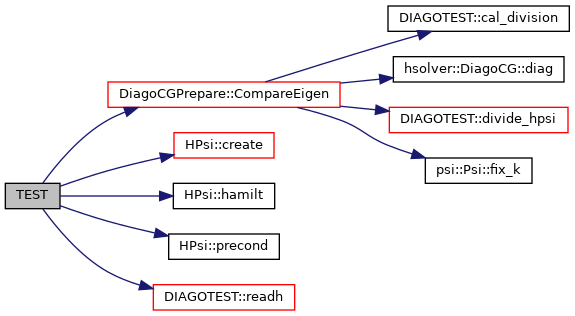 TEST
DiagoCGPrepare::CompareEigen
HPsi::create
HPsi::hamilt
HPsi::precond
DIAGOTEST::readh
DIAGOTEST::cal_division
hsolver::DiagoCG::diag
DIAGOTEST::divide_hpsi
psi::Psi::fix_k